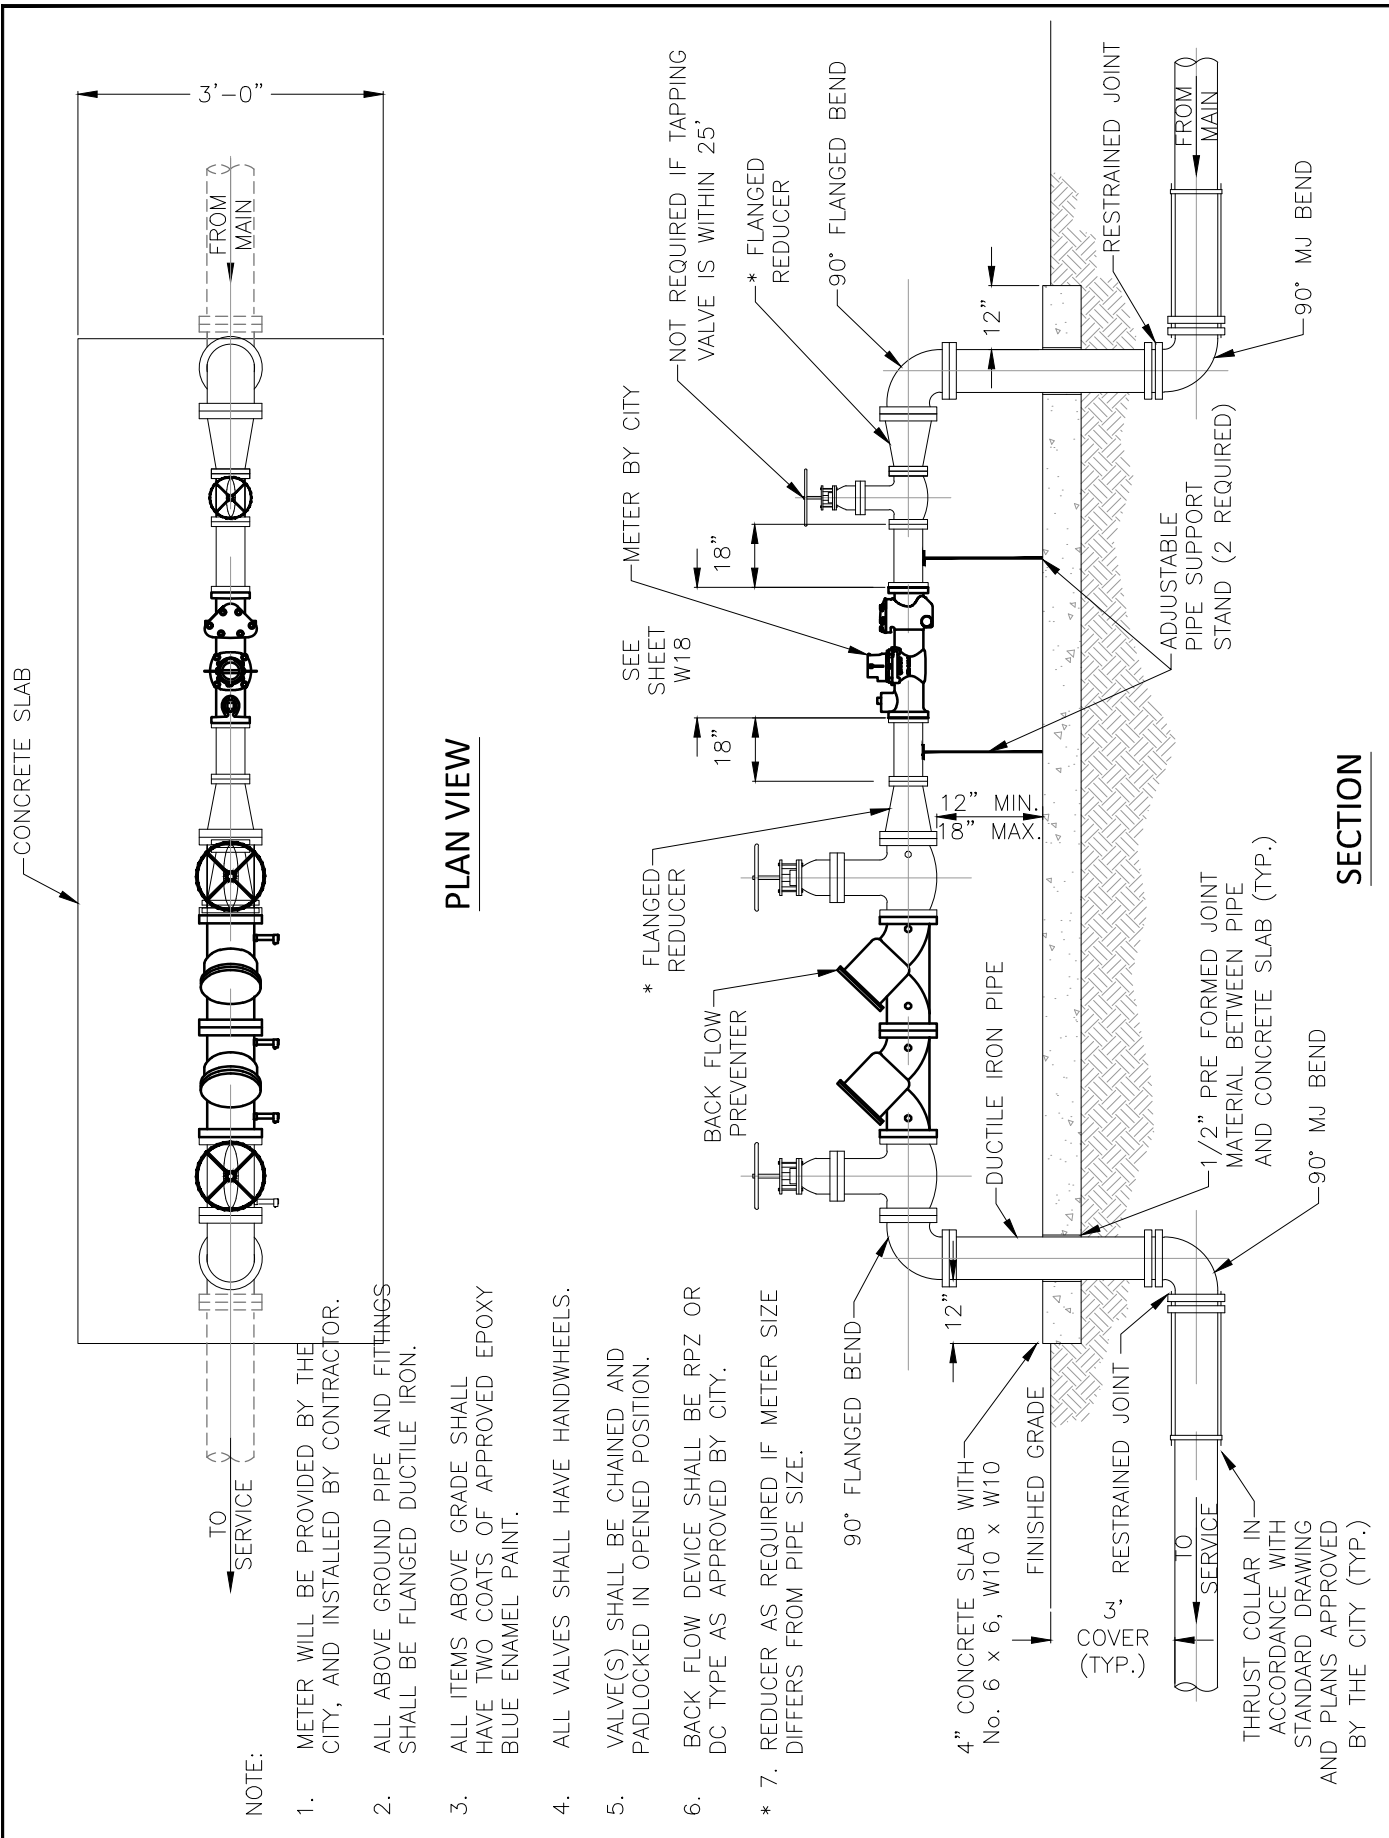 CONCRETE SLAB
3'-0"
FROM
MAIN
TO
SERVICE
PLAN VIEW
NOTE:
1. METER WILL BE PROVIDED BY THE
CITY, AND INSTALLED BY CONTRACTOR.
2. ALL ABOVE GROUND PIPE AND FITTINGS
SHALL BE FLANGED DUCTILE IRON.
3. ALL ITEMS ABOVE GRADE SHALL
HAVE TWO COATS OF APPROVED EPOXY
BLUE ENAMEL PAINT.
4. ALL VALVES SHALL HAVE HANDWHEELS.
5. VALVE(S) SHALL BE CHAINED AND
PADLOCKED IN OPENED POSITION.
6. BACK FLOW DEVICE SHALL BE RPZ OR
DC TYPE AS APPROVED BY CITY.
* 7. REDUCER AS REQUIRED IF METER SIZE
DIFFERS FROM PIPE SIZE.
NOT REQUIRED IF TAPPING
VALVE IS WITHIN 25'
* FLANGED
REDUCER
90° FLANGED BEND
METER BY CITY
SEE
SHEET
W18
18"
18"
* FLANGED
REDUCER
BACK FLOW
PREVENTER
12" MIN.
18" MAX.
12"
RESTRAINED JOINT
FROM
MAIN
90° MJ BEND
ADJUSTABLE
PIPE SUPPORT
STAND (2 REQUIRED)
DUCTILE IRON PIPE
1/2" PRE FORMED JOINT
MATERIAL BETWEEN PIPE
AND CONCRETE SLAB (TYP.)
90° MJ BEND
90° FLANGED BEND
12"
4" CONCRETE SLAB WITH
No. 6 x 6, W10 x W10
FINISHED GRADE
3'
COVER
(TYP.)
RESTRAINED JOINT
TO
SERVICE
THRUST COLLAR IN
ACCORDANCE WITH
STANDARD DRAWING
AND PLANS APPROVED
BY THE CITY (TYP.)
SECTION